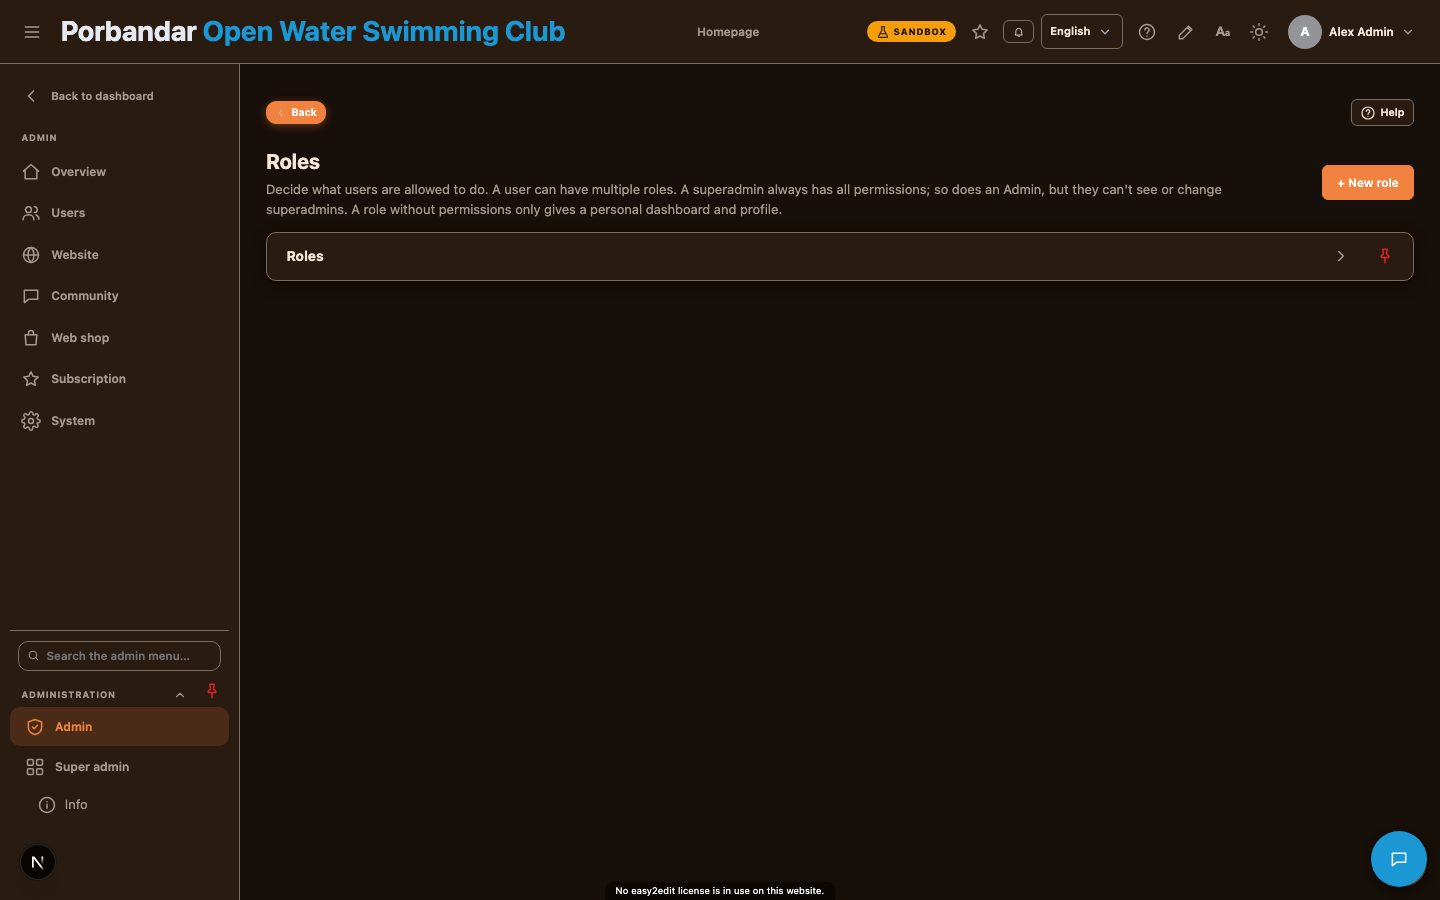 Porbandar Open Water Swimming Club
Homepage
SANDBOX
English
Aa
A
Alex Admin
Back to dashboard
ADMIN
Overview
Users
Website
Community
Web shop
Subscription
System
Search the admin menu...
ADMINISTRATION
Admin
Super admin
Info
N
Back
Help
Roles
Decide what users are allowed to do. A user can have multiple roles. A superadmin always has all permissions; so does an Admin, but they can't see or change
superadmins. A role without permissions only gives a personal dashboard and profile.
+ New role
Roles
No easy2edit license is in use on this website.